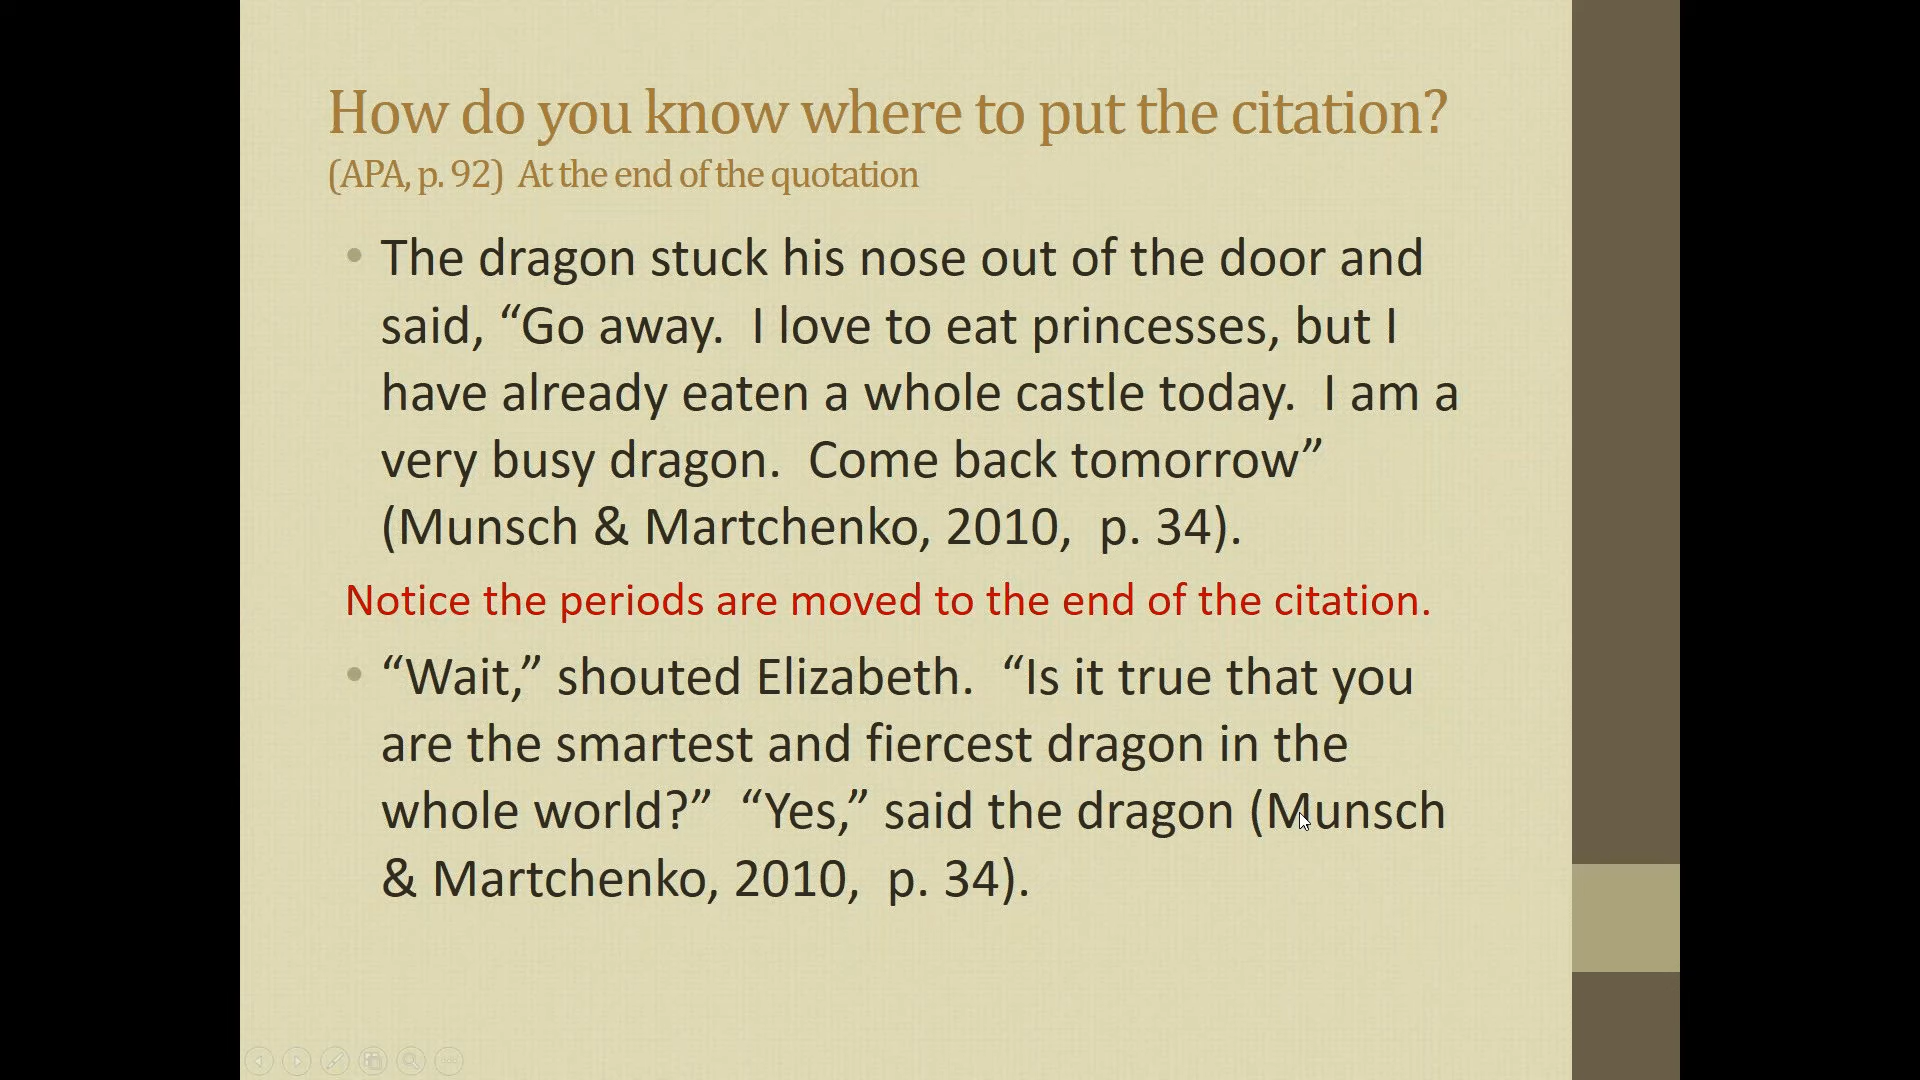 How do you know where to put the citation?
(APA, p. 92)  At the end of the quotation
• The dragon stuck his nose out of the door and
said, “Go away.  I love to eat princesses, but I
have already eaten a whole castle today.  I am a
very busy dragon.  Come back tomorrow”
(Munsch & Martchenko, 2010,  p. 34).
Notice the periods are moved to the end of the citation.
• “Wait,” shouted Elizabeth.  “Is it true that you
are the smartest and fiercest dragon in the
whole world?”  “Yes,” said the dragon (Munsch
& Martchenko, 2010,  p. 34).